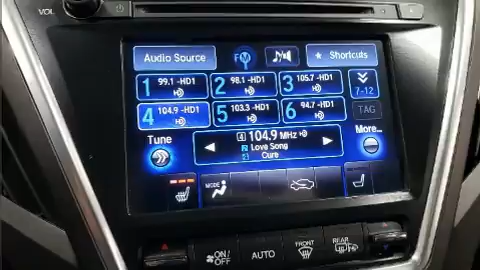 VOL
Audio Source
FM
Shortcuts
1 99.1 -HD1
2 98.1 -HD1
3 105.7 -HD1
7-12
4 104.9 -HD1
5 103.3 -HD1
6 94.7 -HD1
TAG
Tune
4 104.9 MHz
Love Song
Cure
More...
MODE
ON/
OFF
AUTO
FRONT
REAR